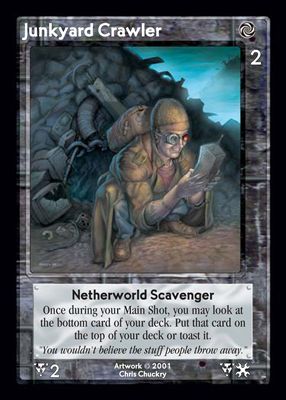 Junkyard Crawler
2
Netherworld Scavenger
Once during your Main Shot, you may look at
the bottom card of your deck. Put that card on
the top of your deck or toast it.
"You wouldn't believe the stuff people throw away."
2
Artwork © 2001
Chris Chuckry